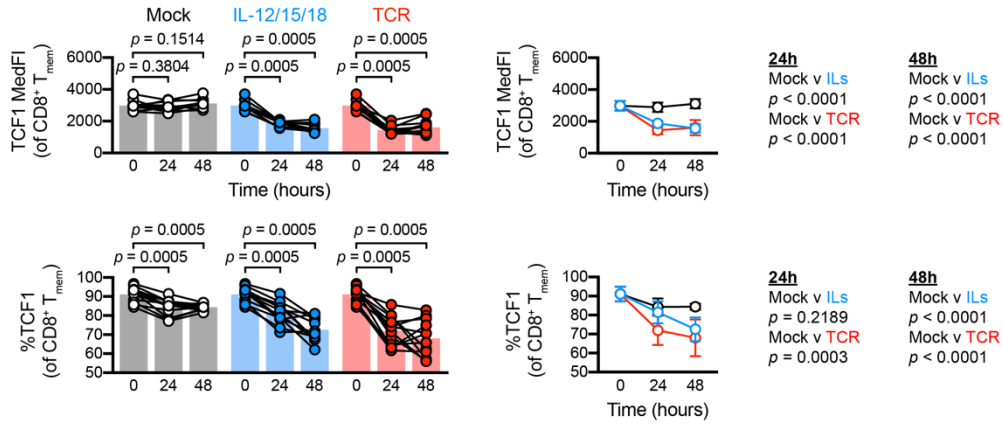 Mock IL-12/15/18 TCR
p = 0.1514 p = 0.0005 p = 0.0005
p = 0.3804 p = 0.0005 p = 0.0005
TCF1 MedFI
(of CD8+ Tmem)
6000
4000
2000
0
0 24 48 0 24 48 0 24 48
Time (hours)
TCF1 MedFI
(of CD8+ Tmem)
6000
4000
2000
0
0 24 48
Time (hours)
24h
Mock v ILs
p < 0.0001
Mock v TCR
p < 0.0001
48h
Mock v ILs
p < 0.0001
Mock v TCR
p < 0.0001
p = 0.0005 p = 0.0005 p = 0.0005
p = 0.0005 p = 0.0005 p = 0.0005
%TCF1
(of CD8+ Tmem)
100
90
80
70
60
50
0 24 48 0 24 48 0 24 48
Time (hours)
%TCF1
(of CD8+ Tmem)
100
90
80
70
60
50
0 24 48
Time (hours)
24h
Mock v ILs
p = 0.2189
Mock v TCR
p = 0.0003
48h
Mock v ILs
p < 0.0001
Mock v TCR
p < 0.0001